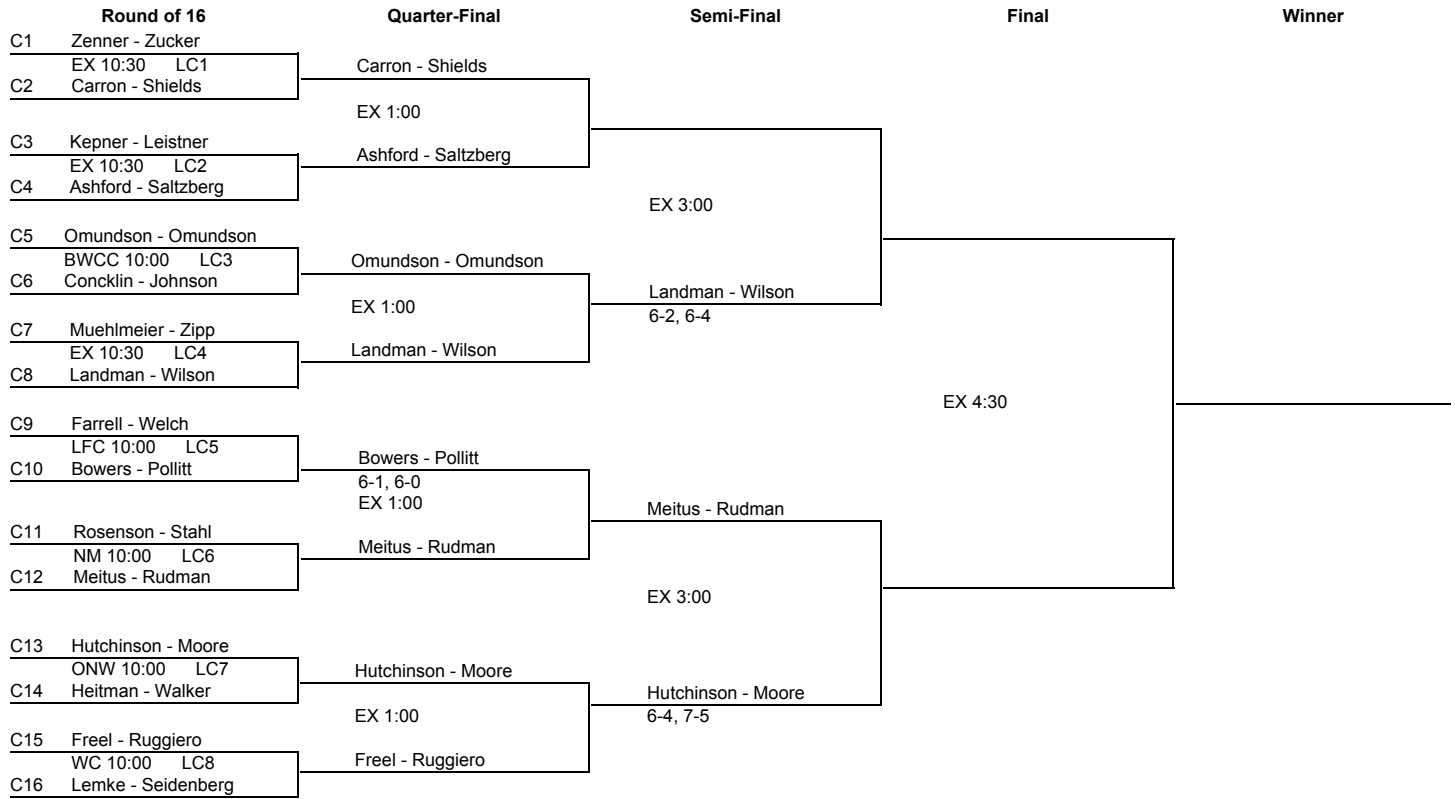 Round of 16 Quarter-Final Semi-Final Final Winner
C1 Zenner - Zucker
EX 10:30 LC1
C2 Carron - Shields
C3 Kepner - Leistner
EX 10:30 LC2
C4 Ashford - Saltzberg
C5 Omundson - Omundson
BWCC 10:00 LC3
C6 Concklin - Johnson
C7 Muehlmeier - Zipp
EX 10:30 LC4
C8 Landman - Wilson
C9 Farrell - Welch
LFC 10:00 LC5
C10 Bowers - Pollitt
C11 Rosenson - Stahl
NM 10:00 LC6
C12 Meitus - Rudman
C13 Hutchinson - Moore
ONW 10:00 LC7
C14 Heitman - Walker
C15 Freel - Ruggiero
WC 10:00 LC8
C16 Lemke - Seidenberg
Carron - Shields
EX 1:00
Ashford - Saltzberg
Omundson - Omundson
EX 1:00
Landman - Wilson
Bowers - Pollitt
6-1, 6-0
EX 1:00
Meitus - Rudman
Hutchinson - Moore
EX 1:00
Freel - Ruggiero
EX 3:00
Landman - Wilson
6-2, 6-4
Meitus - Rudman
EX 3:00
Hutchinson - Moore
6-4, 7-5
EX 4:30